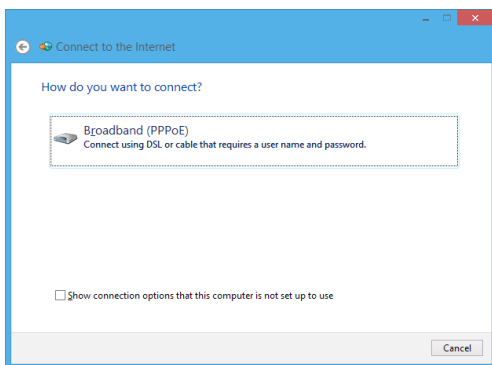 Connect to the Internet
How do you want to connect?
Broadband (PPPoE)
Connect using DSL or cable that requires a user name and password.
Show connection options that this computer is not set up to use
Cancel